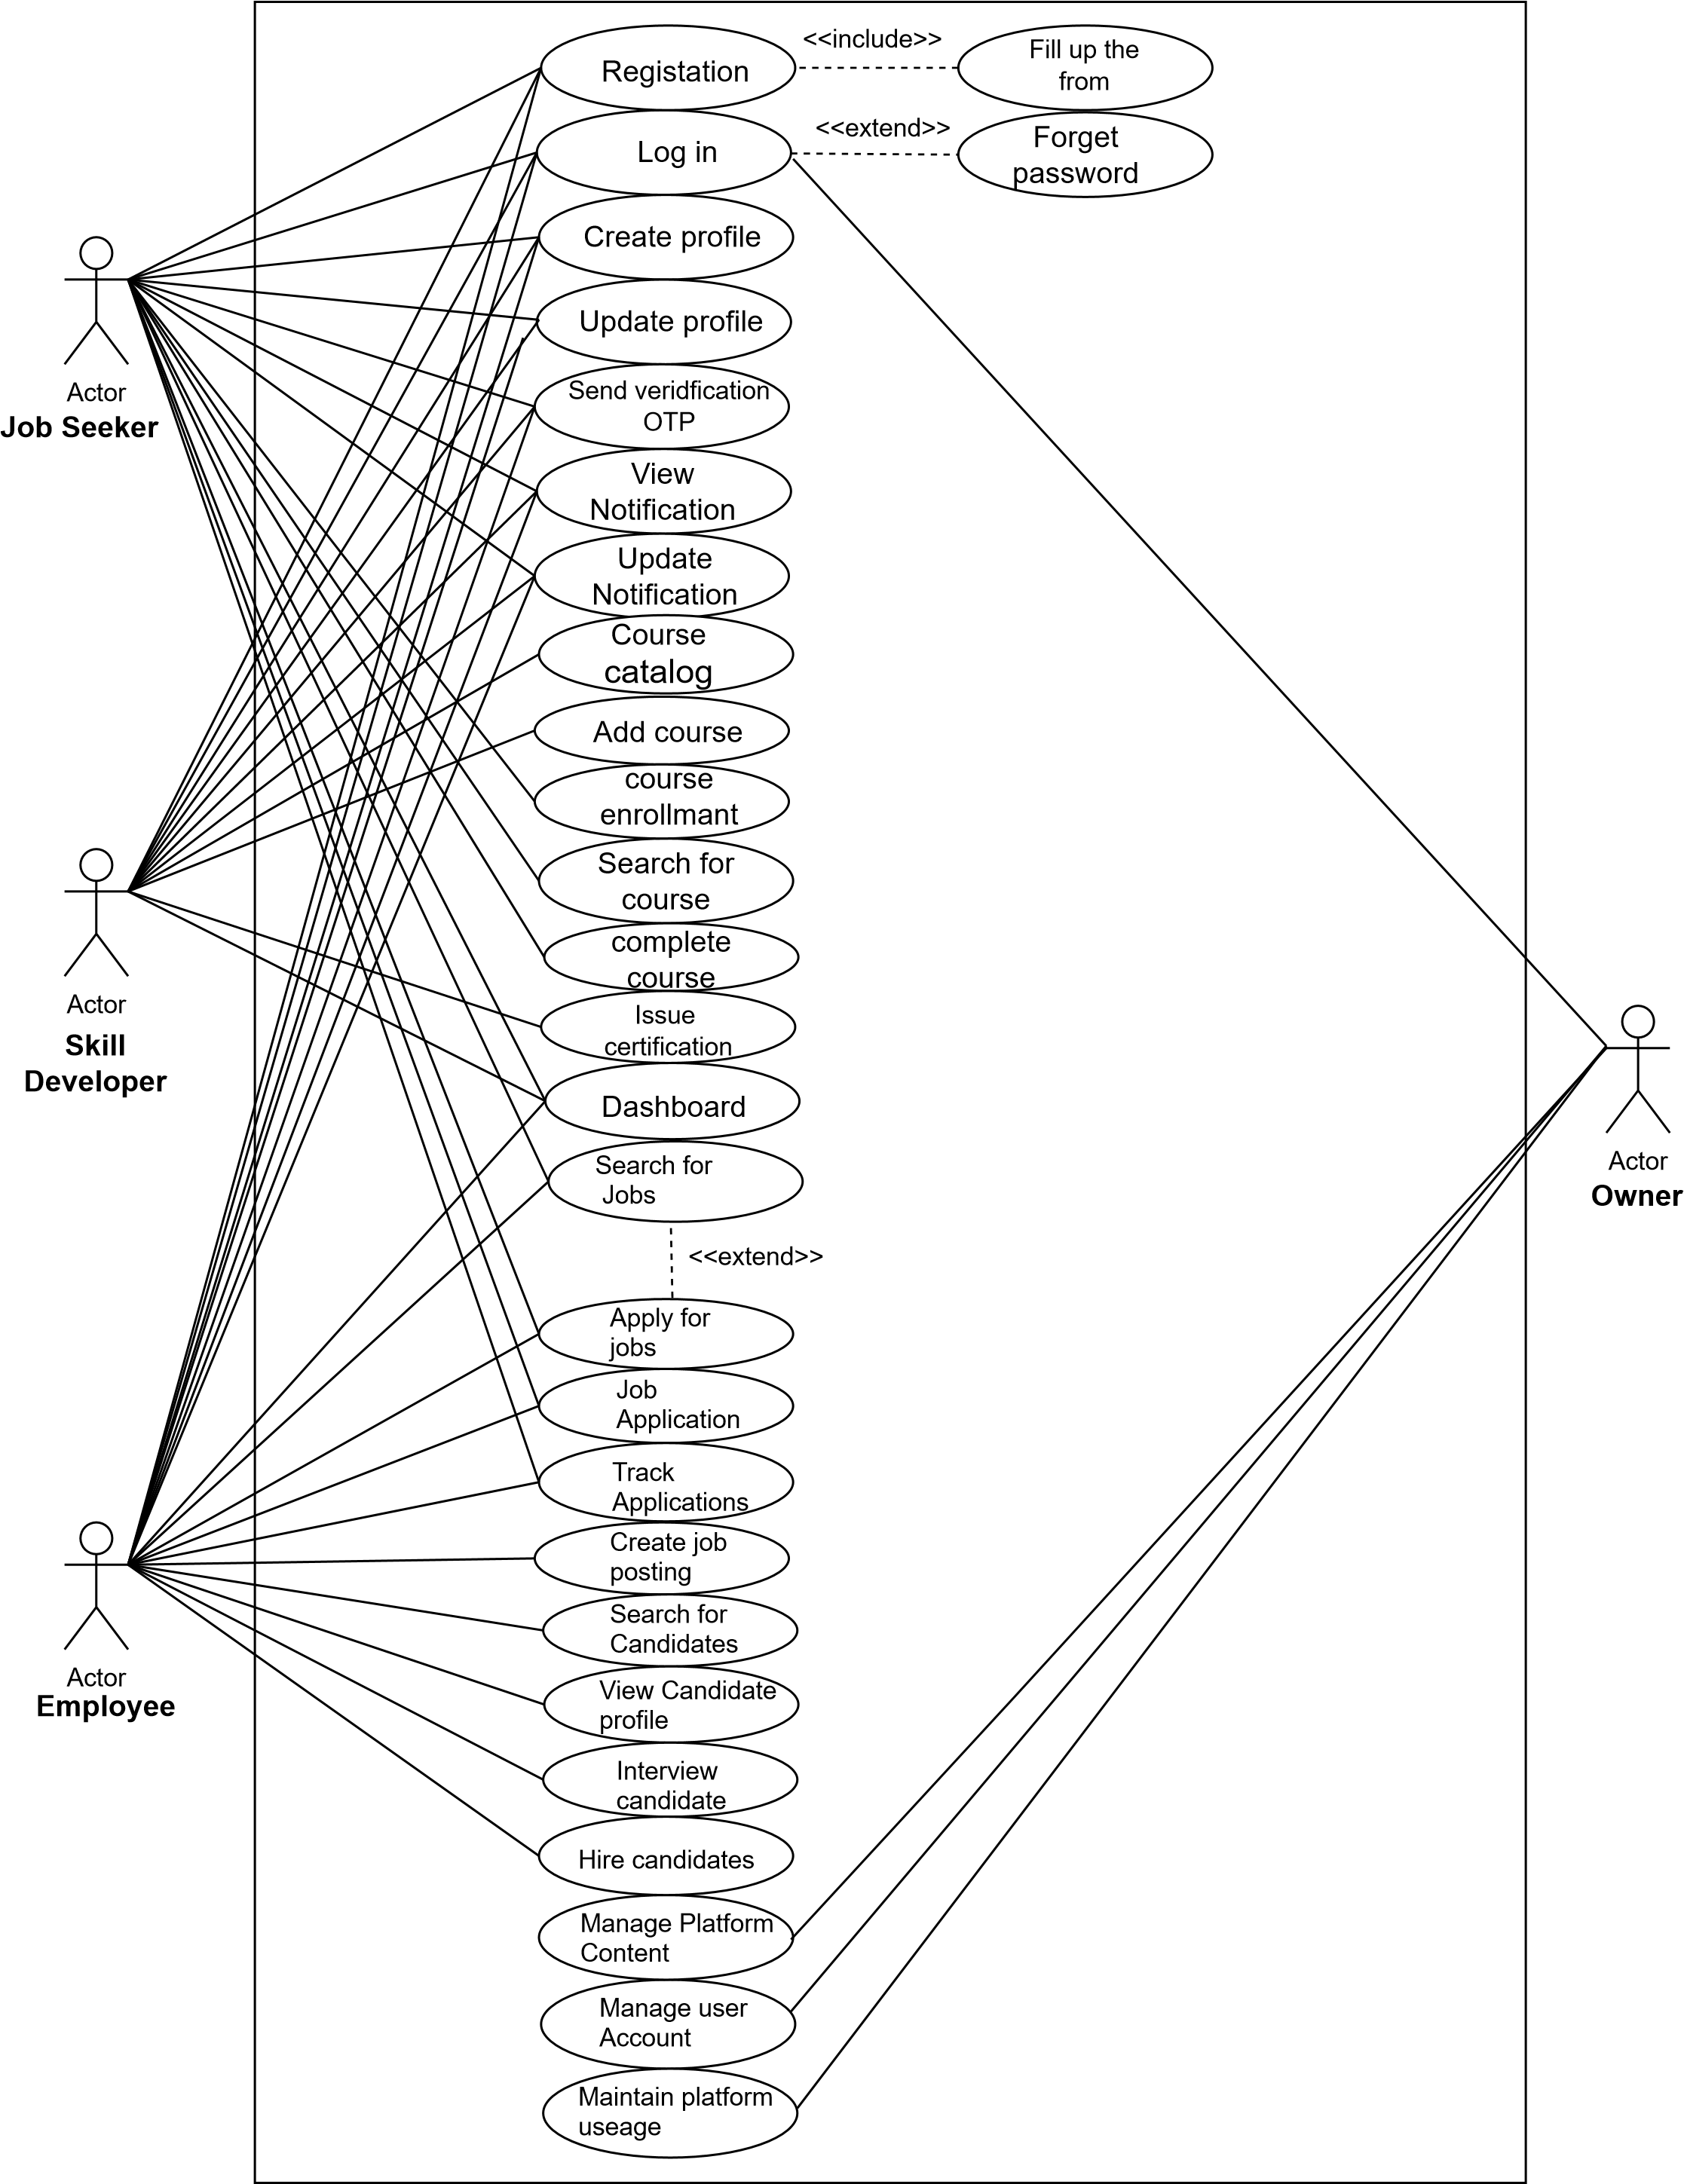 Registation
<<include>>
Fill up the
from
Log in
<<extend>>
Forget
password
Create profile
Update profile
Send veridfication
OTP
View
Notification
Update
Notification
Course
catalog
Add course
course
enrollmant
Search for
course
complete
course
Issue
certification
Dashboard
Search for
Jobs
<<extend>>
Apply for
jobs
Job
Application
Track
Applications
Create job
posting
Search for
Candidates
View Candidate
profile
Interview
candidate
Hire candidates
Manage Platform
Content
Manage user
Account
Maintain platform
useage
Actor
Job Seeker
Actor
Skill
Developer
Actor
Employee
Actor
Owner